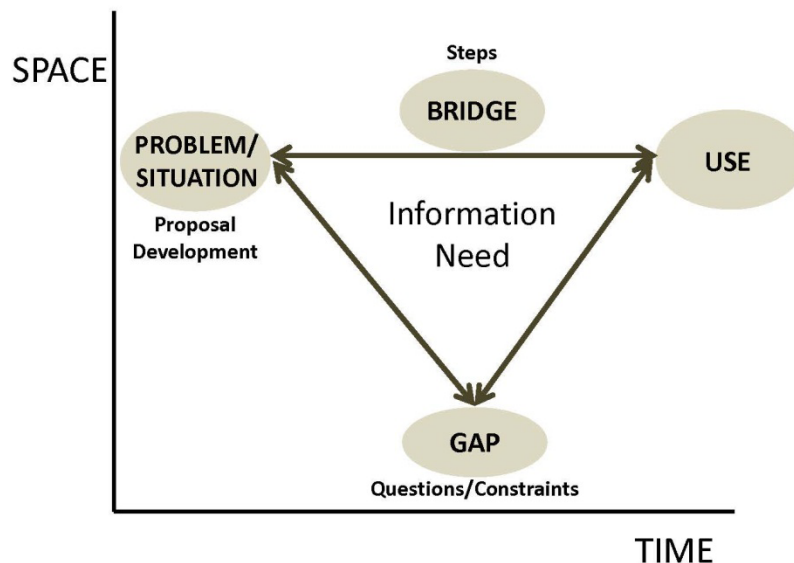 SPACE
Steps
BRIDGE
PROBLEM/
SITUATION
USE
Proposal
Development
Information
Need
GAP
Questions/Constraints
TIME